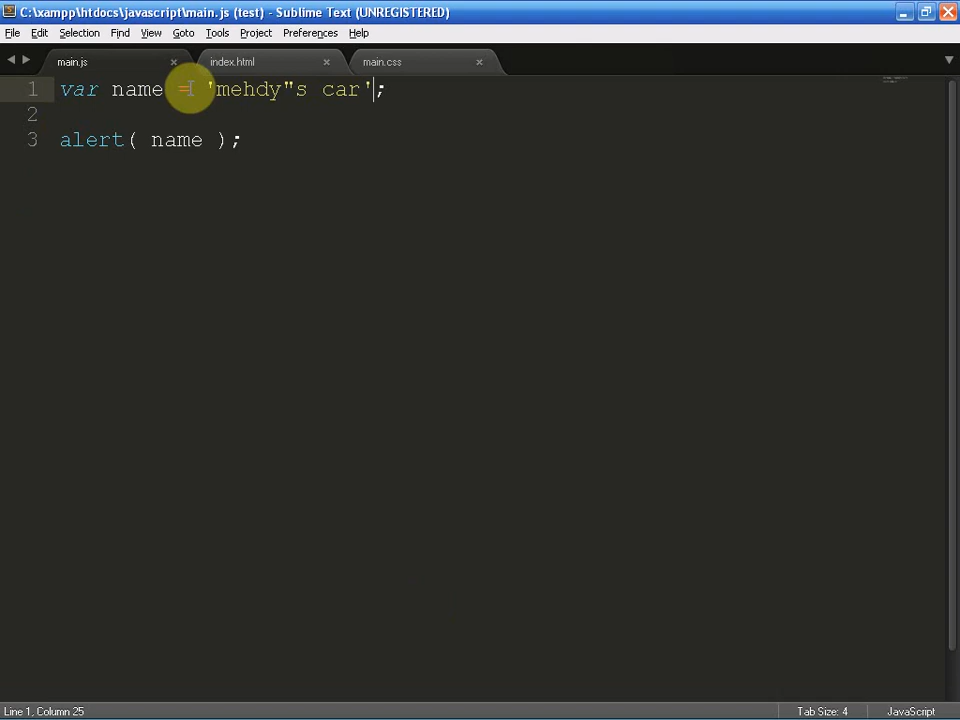 C:\xampp\htdocs\javascript\main.js (test) - Sublime Text (UNREGISTERED)
File Edit Selection Find View Goto Tools Project Preferences Help
main.js index.html main.css
1 var name = 'mehdy"s car';
2
3 alert( name );
Line 1, Column 25 Tab Size: 4 JavaScript